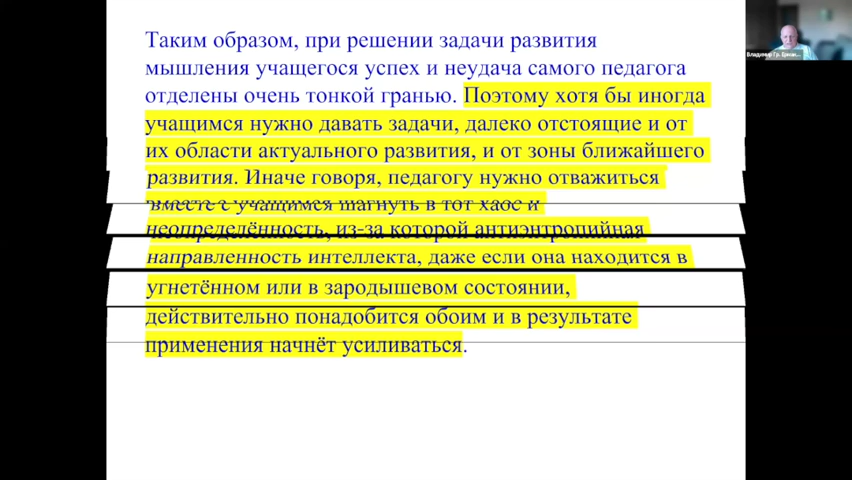 Таким образом, при решении задачи развития
мышления учащегося успех и неудача самого педагога
отделены очень тонкой гранью. Поэтому хотя бы иногда
учащимся нужно давать задачи, далеко отстоящие и от
их области актуального развития, и от зоны ближайшего
развития. Иначе говоря, педагогу нужно отважиться
вместе с учащимся шагнуть в тот хаос и
неопределённость, из-за которой антиэнтропийная
направленность интеллекта, даже если она находится в
угнетённом или в зародышевом состоянии,
действительно понадобится обоим и в результате
применения начнёт усиливаться.
Владимир Гр.